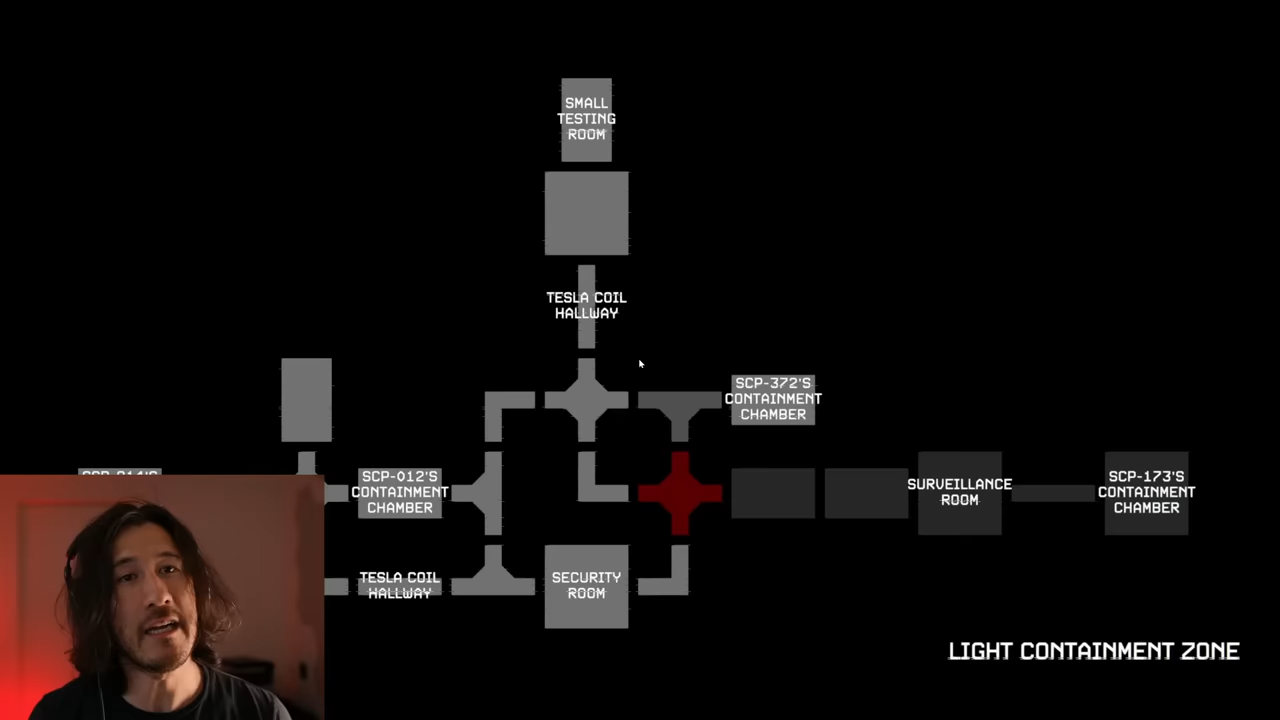 SMALL
TESTING
ROOM
TESLA COIL
HALLWAY
SCP-372'S
CONTAINMENT
CHAMBER
SCP-012'S
CONTAINMENT
CHAMBER
SURVEILLANCE
ROOM
SCP-173'S
CONTAINMENT
CHAMBER
TESLA COIL
HALLWAY
SECURITY
ROOM
LIGHT CONTAINMENT ZONE